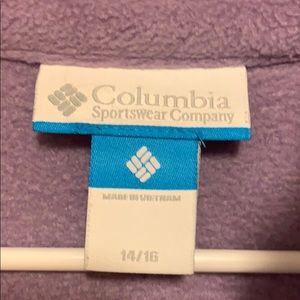 Columbia
Sportswear Company
MADE IN VIETNAM
14/16